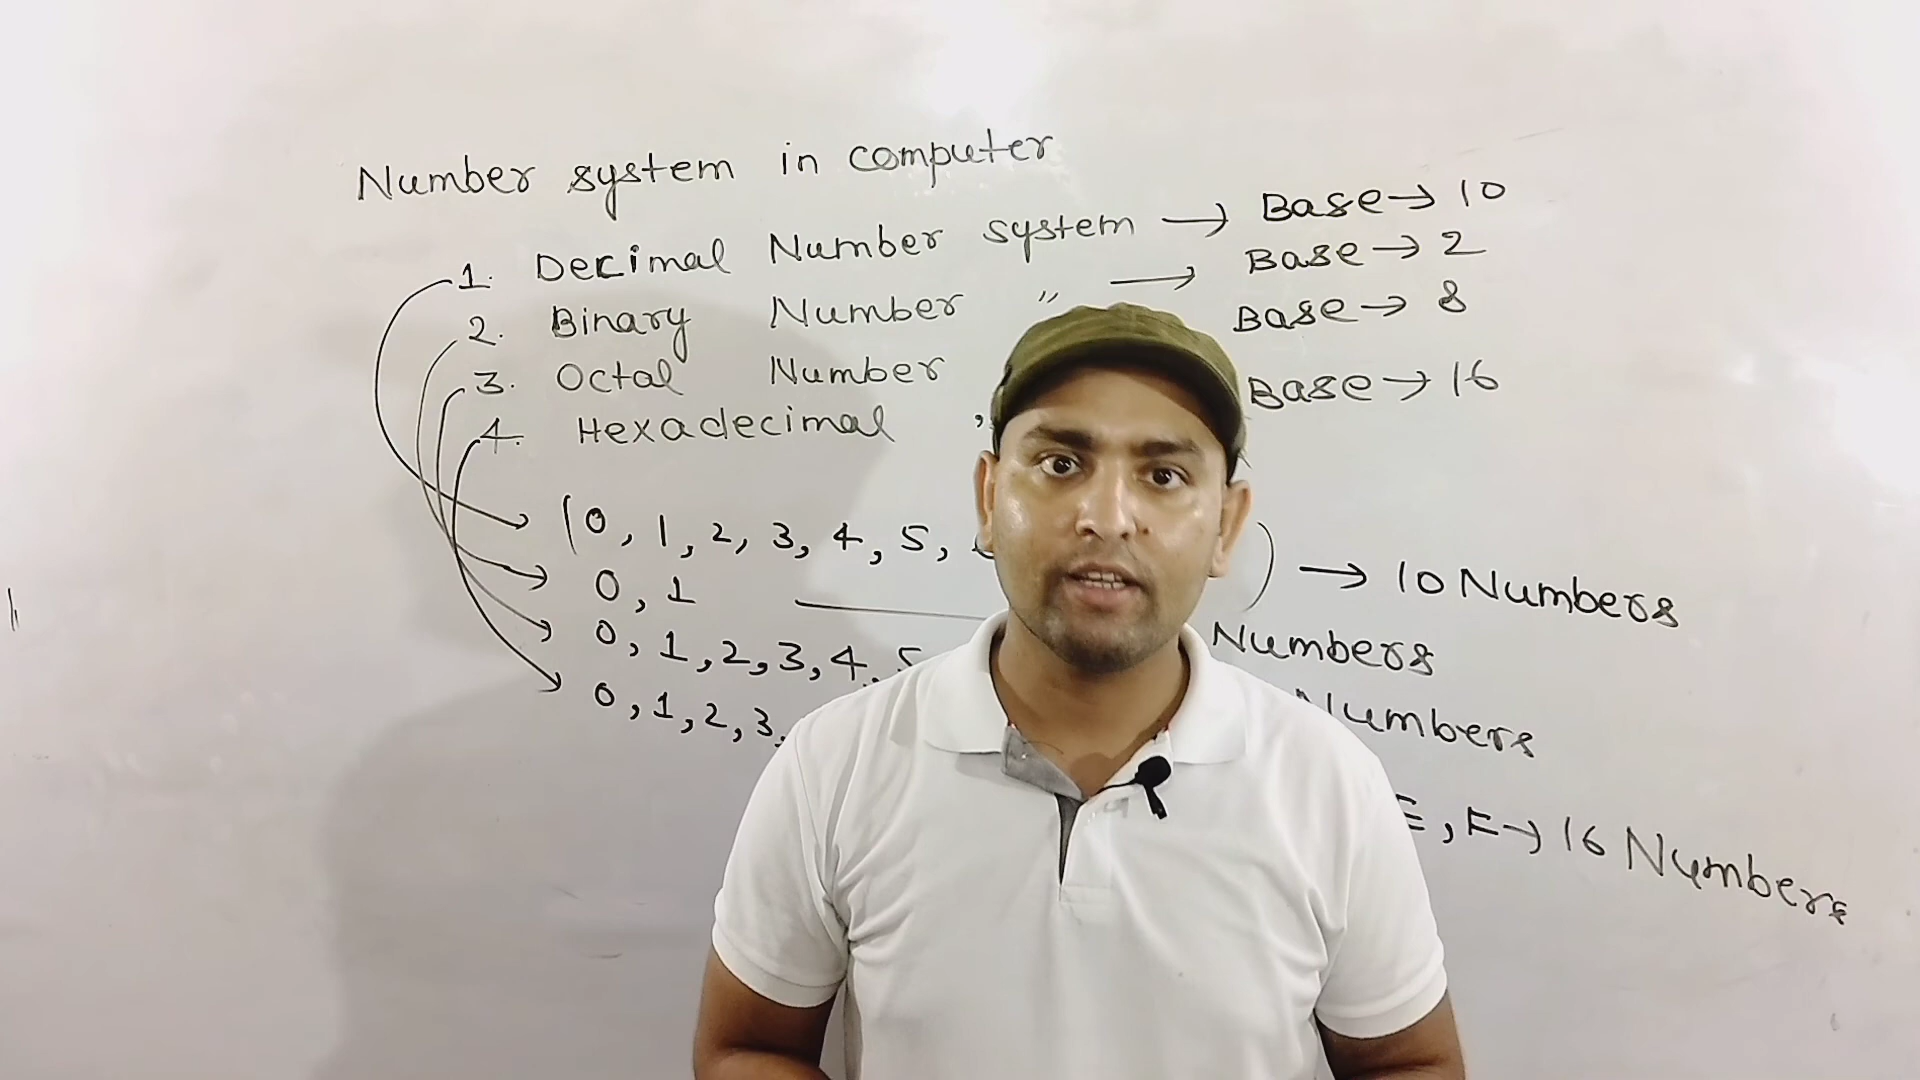 Number system in computer
1. Decimal Number system → Base → 10
2. Binary Number " → Base → 2
3. Octal Number Base → 8
4. Hexadecimal Base → 16
(0, 1, 2, 3, 4, 5, ) → 10 Numbers
0, 1 Numbers
0, 1, 2, 3, 4, 5 Numbers
0, 1, 2, 3,
E, F → 16 Numbers